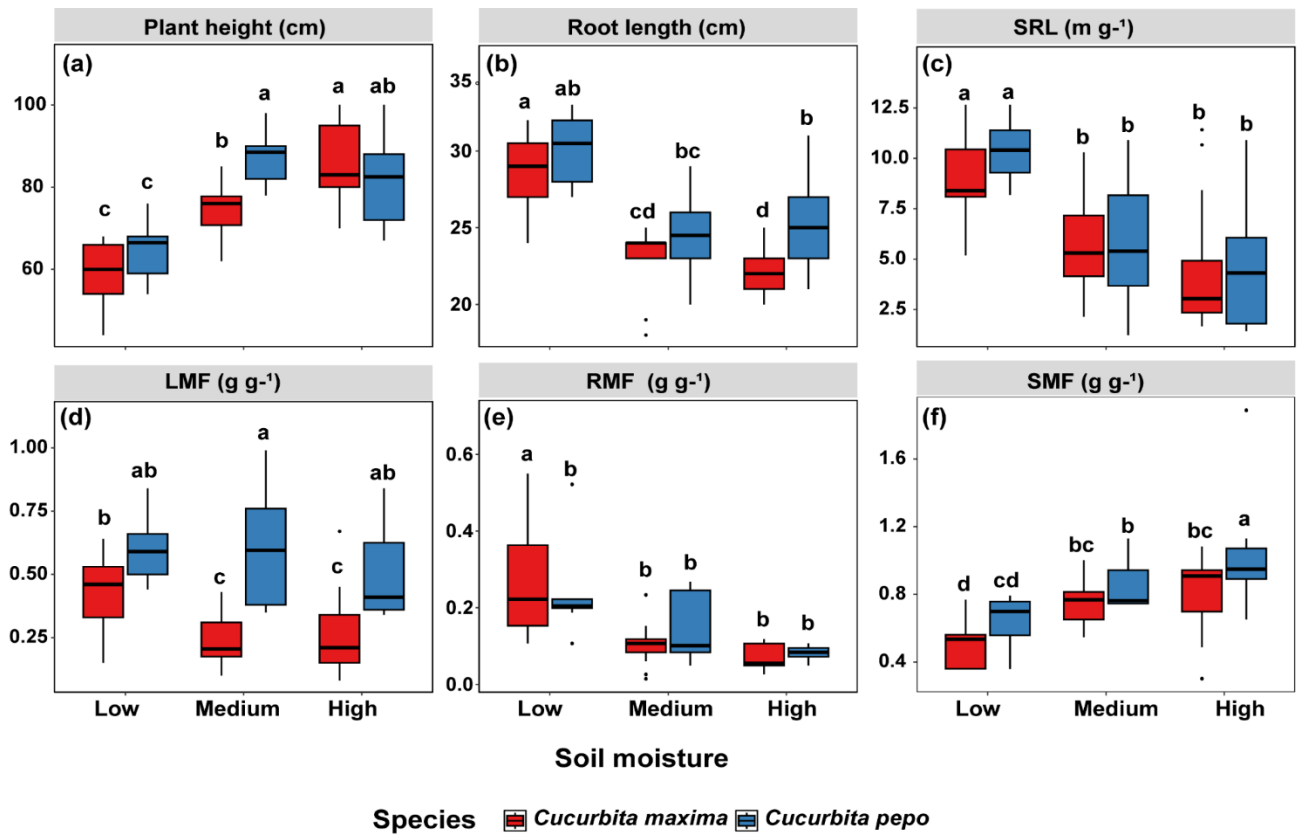 Plant height (cm)
Root length (cm)
SRL (m g-¹)
(a)
100
80
60
c
c
b
a
a
ab
(b)
35
30
25
20
a
ab
cd
bc
d
b
(c)
12.5
10.0
7.5
5.0
2.5
a
a
b
b
b
b
LMF (g g-¹)
RMF (g g-¹)
SMF (g g-¹)
(d)
1.00
0.75
0.50
0.25
b
ab
c
a
c
ab
(e)
0.6
0.4
0.2
0.0
a
b
b
b
b
b
(f)
1.6
1.2
0.8
0.4
d
cd
bc
b
bc
a
Low Medium High
Low Medium High
Low Medium High
Soil moisture
Species Cucurbita maxima Cucurbita pepo